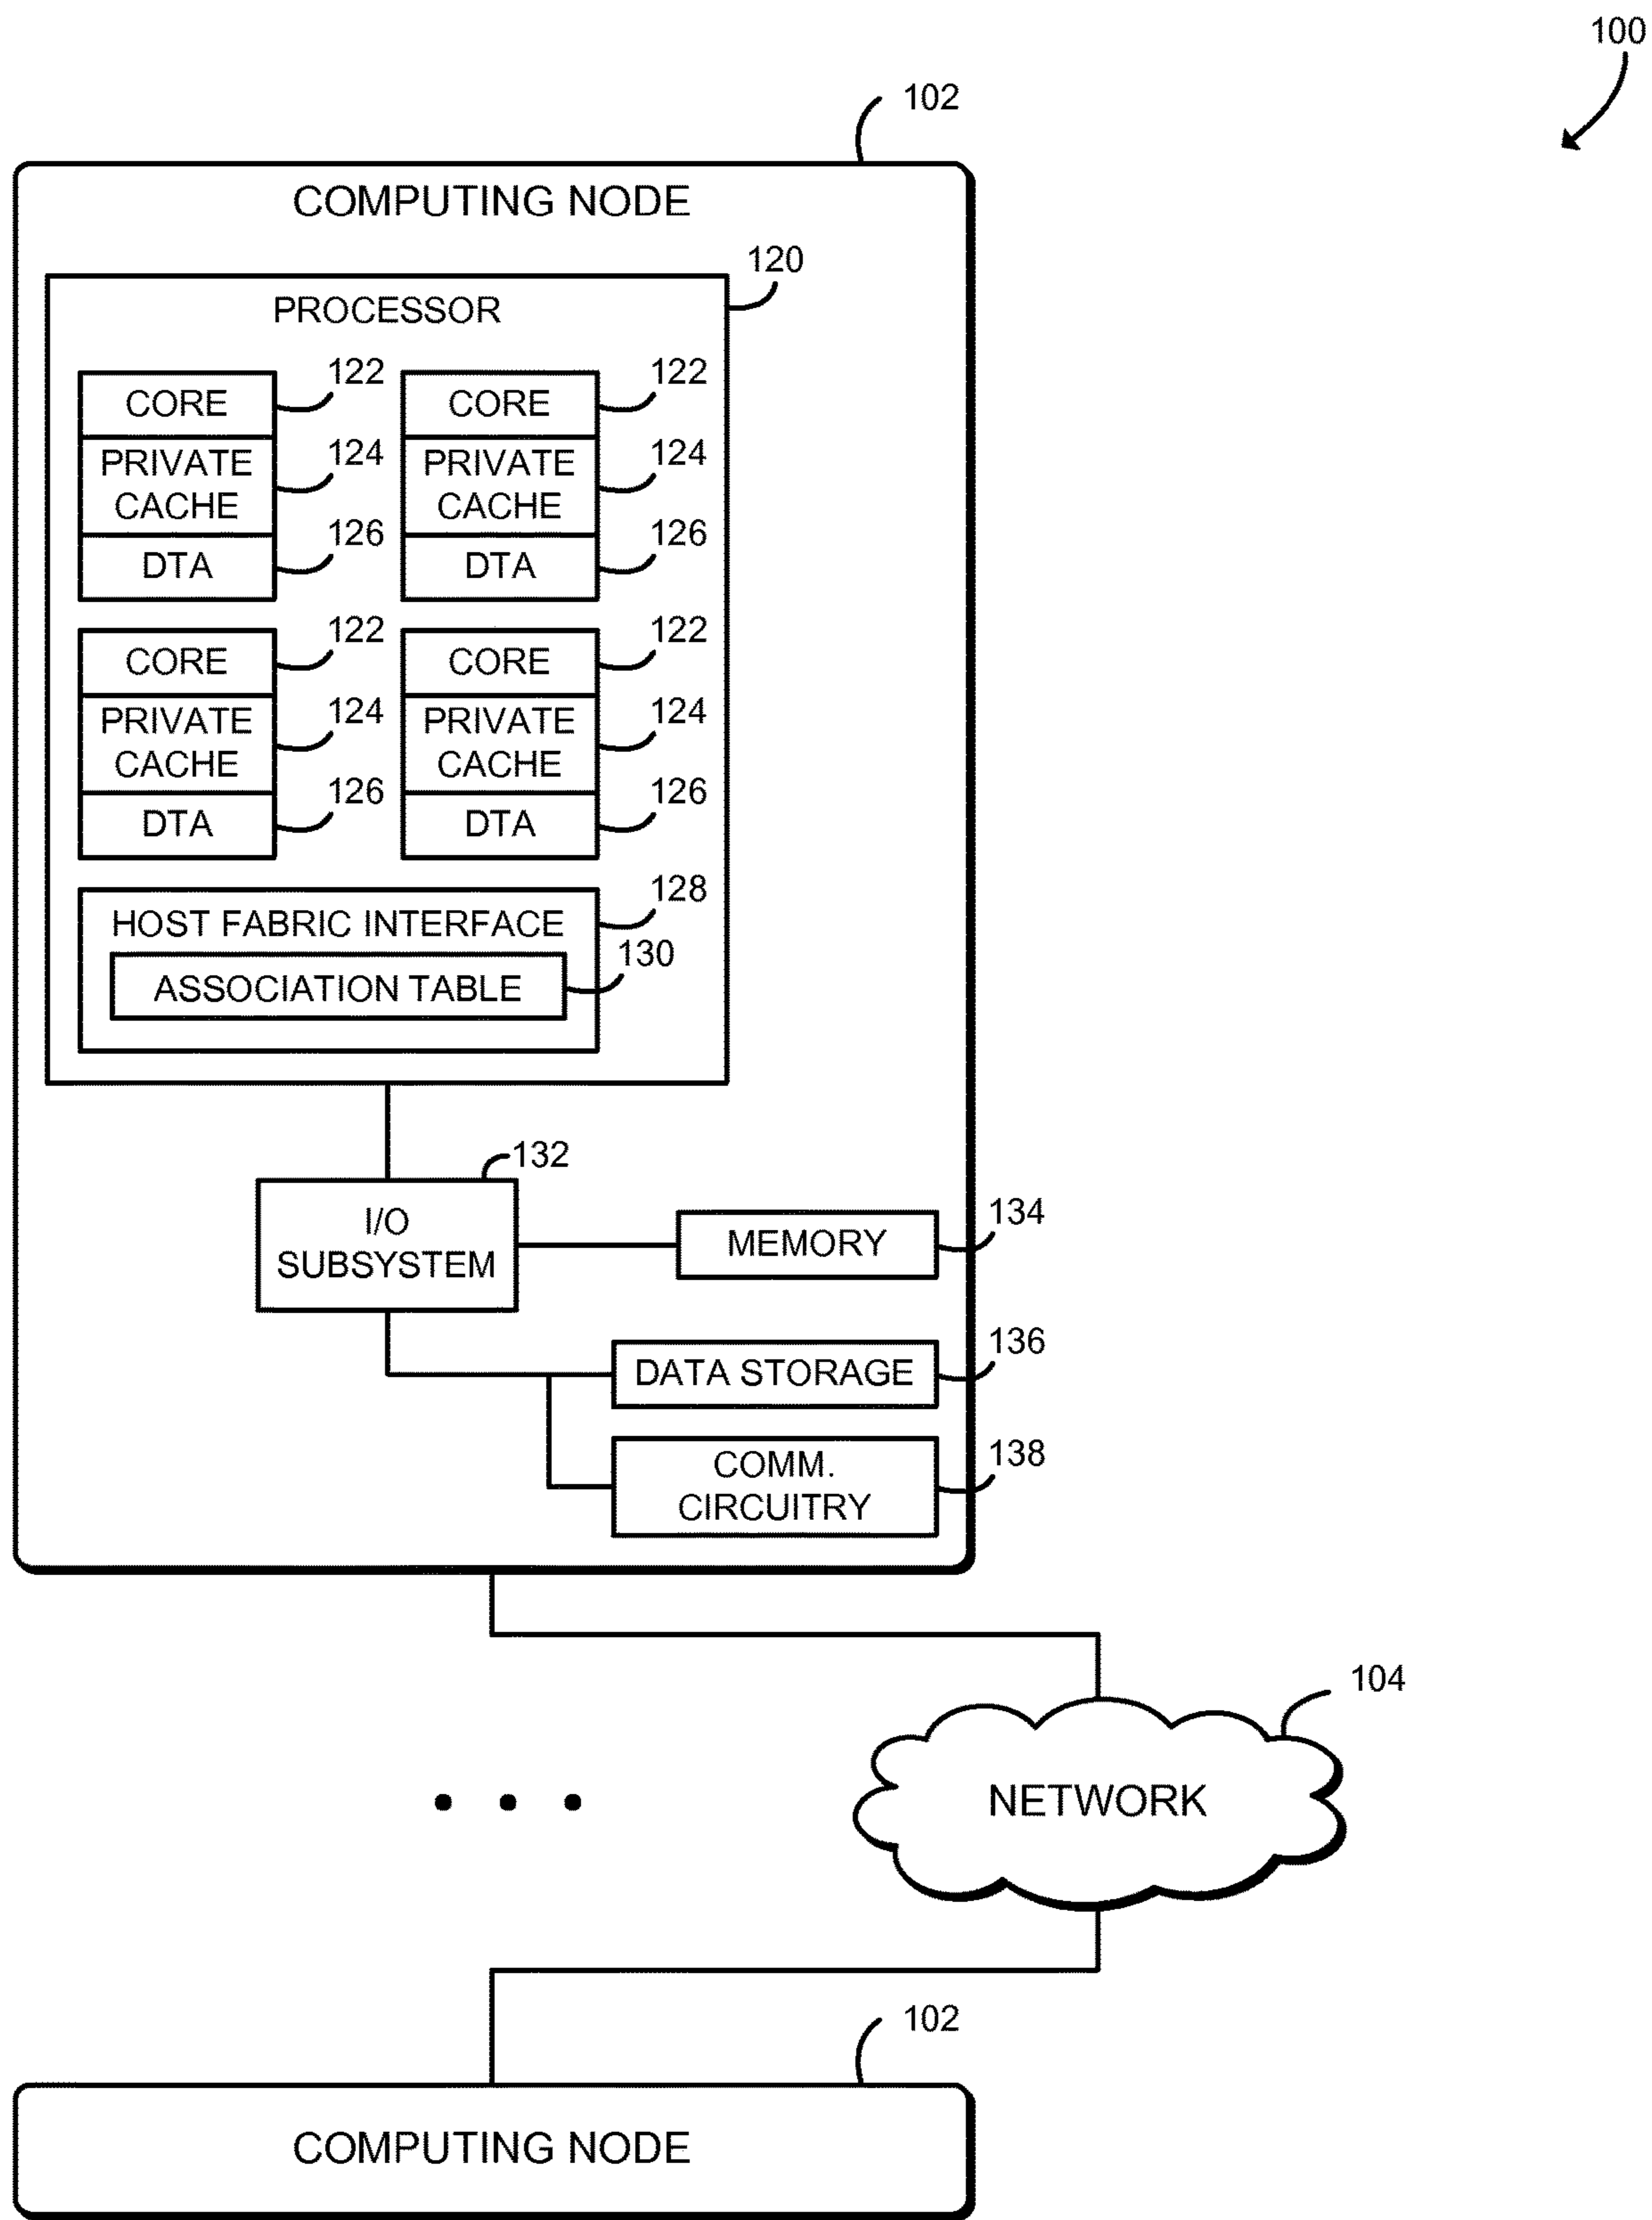 100
102
COMPUTING NODE
120
PROCESSOR
122
122
CORE
CORE
124
124
PRIVATE
CACHE
PRIVATE
CACHE
126
126
DTA
DTA
122
122
CORE
CORE
124
124
PRIVATE
CACHE
PRIVATE
CACHE
126
126
DTA
DTA
128
HOST FABRIC INTERFACE
130
ASSOCIATION TABLE
132
I/O
SUBSYSTEM
134
MEMORY
136
DATA STORAGE
138
COMM.
CIRCUITRY
104
NETWORK
102
COMPUTING NODE